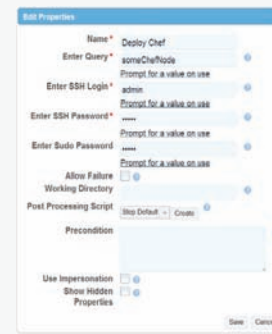 Edit Properties
Name* Deploy Chef
Enter Query* someChefNode
Prompt for a value on use
Enter SSH Login* admin
Prompt for a value on use
Enter SSH Password* •••••
Prompt for a value on use
Enter Sudo Password •••••
Prompt for a value on use
Allow Failure
Working Directory
Post Processing Script Step Default Create
Precondition
Use Impersonation
Show Hidden
Properties
Save Cancel